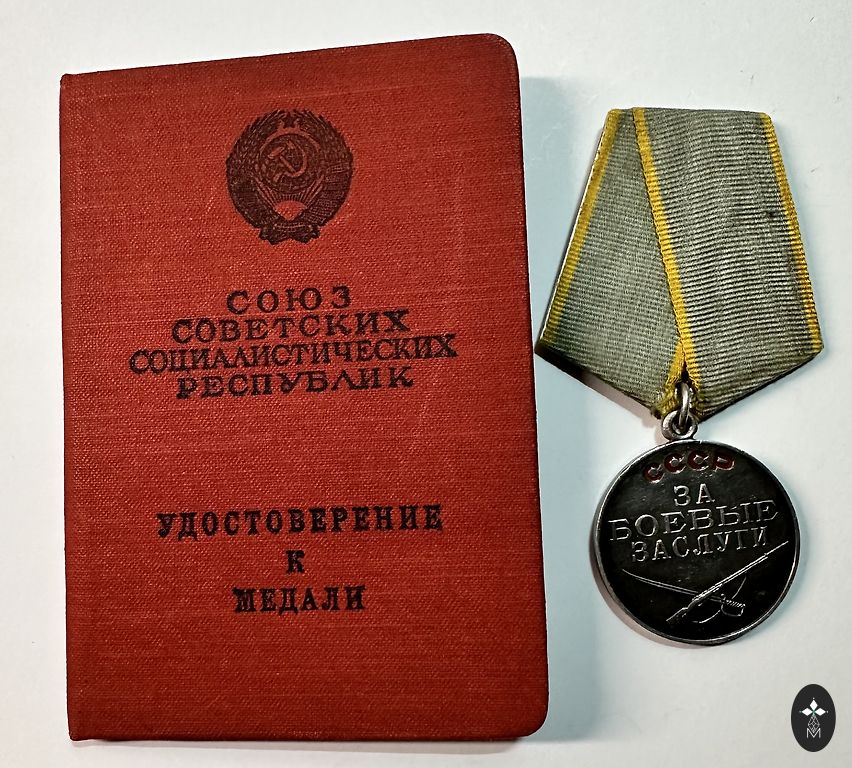 СОЮЗ
СОВЕТСКИХ
СОЦИАЛИСТИЧЕСКИХ
РЕСПУБЛИК
УДОСТОВЕРЕНИЕ
К
МЕДАЛИ
СССР
ЗА
БОЕВЫЕ
ЗАСЛУГИ
M